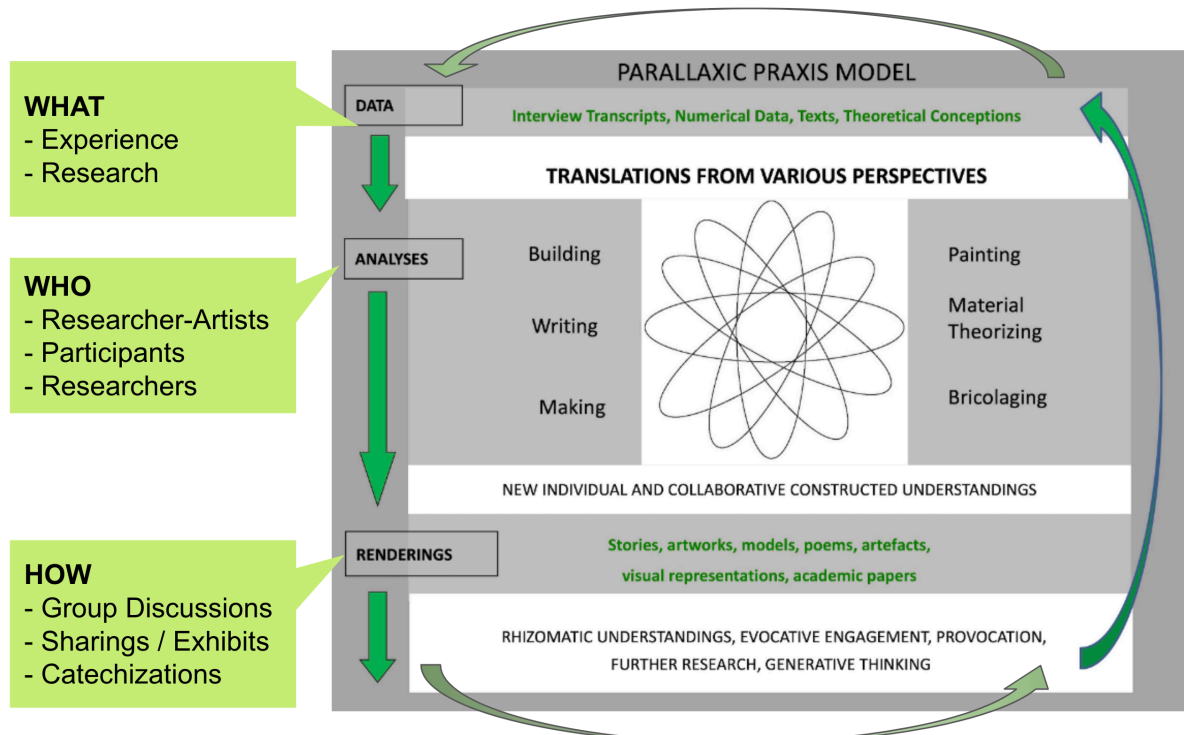 PARALLAXIC PRAXIS MODEL
WHAT
- Experience
- Research
DATA
Interview Transcripts, Numerical Data, Texts, Theoretical Conceptions
TRANSLATIONS FROM VARIOUS PERSPECTIVES
WHO
- Researcher-Artists
- Participants
- Researchers
ANALYSES
Building
Writing
Making
Painting
Material
Theorizing
Bricolaging
NEW INDIVIDUAL AND COLLABORATIVE CONSTRUCTED UNDERSTANDINGS
HOW
- Group Discussions
- Sharings / Exhibits
- Catechizations
RENDERINGS
Stories, artworks, models, poems, artefacts,
visual representations, academic papers
RHIZOMATIC UNDERSTANDINGS, EVOCATIVE ENGAGEMENT, PROVOCATION,
FURTHER RESEARCH, GENERATIVE THINKING